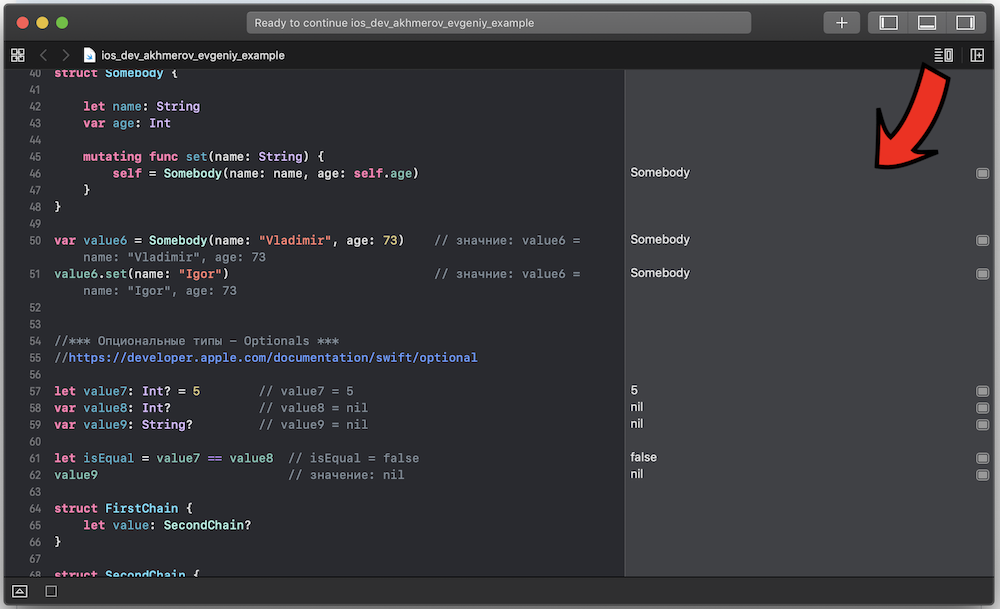 Ready to continue ios_dev_akhmerov_evgeniy_example
ios_dev_akhmerov_evgeniy_example
40 struct Somebody {
41
42 let name: String
43 var age: Int
44
45 mutating func set(name: String) {
46 self = Somebody(name: name, age: self.age) Somebody
47 }
48 }
49
50 var value6 = Somebody(name: "Vladimir", age: 73) // значние: value6 = Somebody
name: "Vladimir", age: 73
51 value6.set(name: "Igor") // значние: value6 = Somebody
name: "Igor", age: 73
52
53
54 //*** Опциональные типы – Optionals ***
55 //https://developer.apple.com/documentation/swift/optional
56
57 let value7: Int? = 5 // value7 = 5 5
58 var value8: Int? // value8 = nil nil
59 var value9: String? // value9 = nil nil
60
61 let isEqual = value7 == value8 // isEqual = false false
62 value9 // значение: nil nil
63
64 struct FirstChain {
65 let value: SecondChain?
66 }
67
68 struct SecondChain {